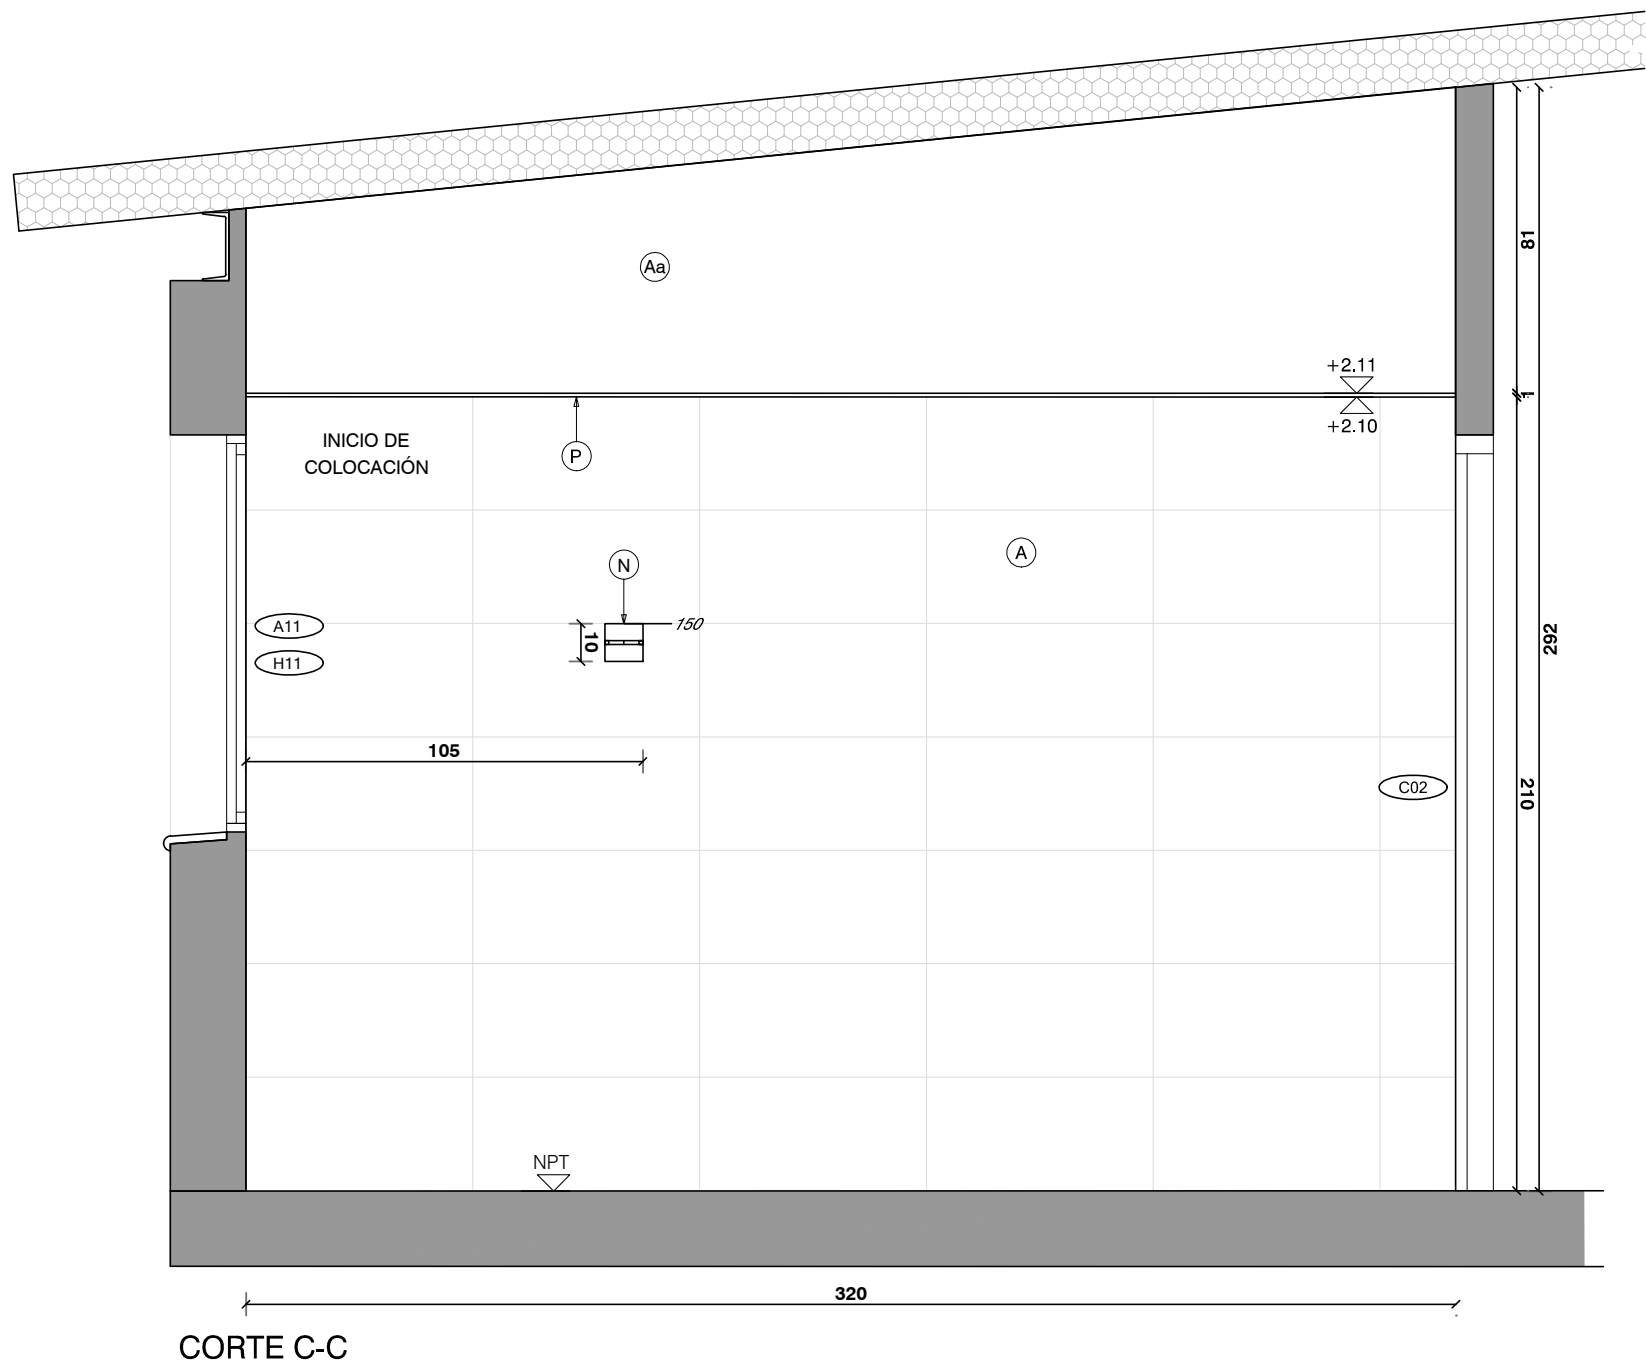 Aa
81
+2.11
1
+2.10
INICIO DE
COLOCACIÓN
P
A
N
A11
150
10
H11
292
105
C02
210
NPT
320
CORTE C-C